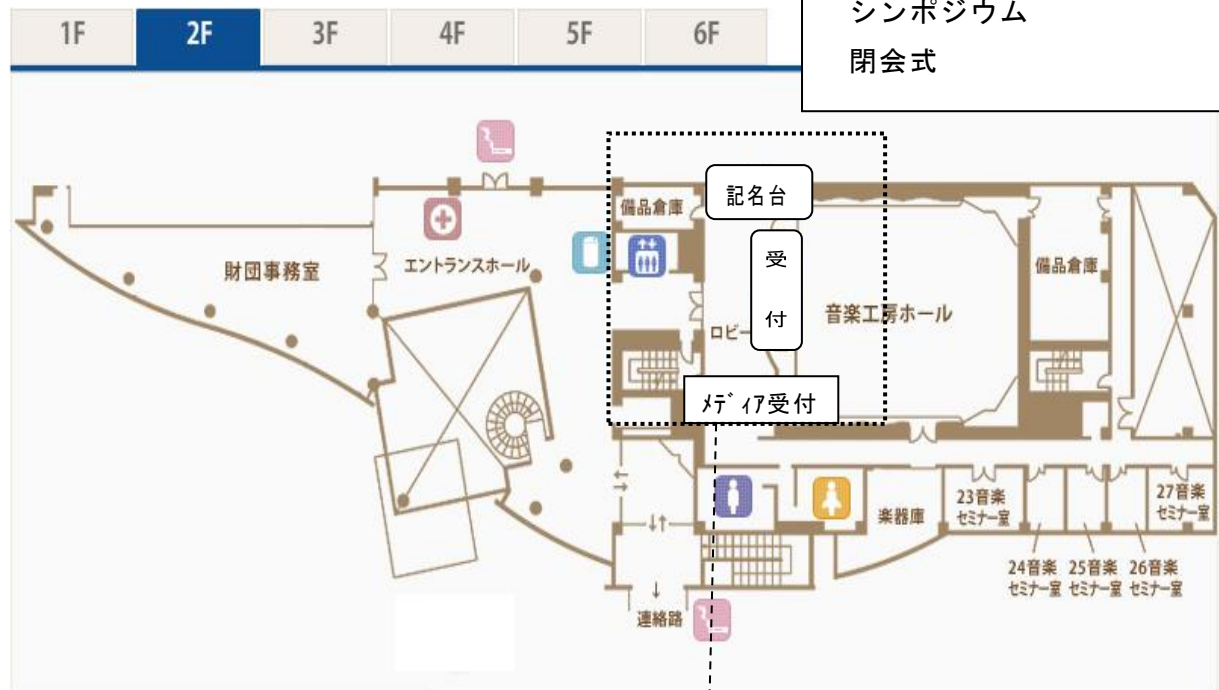 シンポジウム
閉会式
1F
2F
3F
4F
5F
6F
備品倉庫
記名台
財団事務室
エントランスホール
受
付
ロビー
音楽工房ホール
備品倉庫
メディア受付
楽器庫
23音楽
セミナー室
27音楽
セミナー室
24音楽
セミナー室
25音楽
セミナー室
26音楽
セミナー室
連絡路